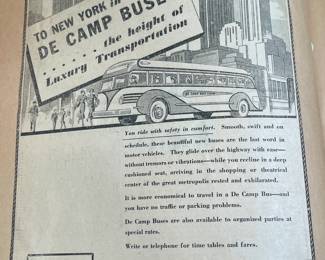 TO NEW YORK in
DE CAMP BUSE
. . . . . . the height of
Luxury Transportation
You ride with safety in comfort. Smooth, swift and on
schedule, these beautiful new buses are the last word in
motor vehicles. They glide over the highway with ease—
without tremors or vibrations—while you recline in a deep
cushioned seat, arriving in the shopping or theatrical
center of the great metropolis rested and exhilarated.
It is more economical to travel in a De Camp Bus—and
you have no traffic or parking problems.
De Camp Buses are also available to organized parties at
special rates.
Write or telephone for time tables and fares.